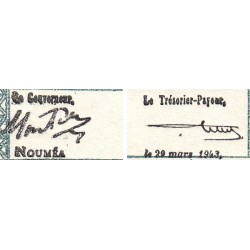 Le Gouverneur,
NOUMÉA
Le Trésorier-Payeur,
le 29 mars 1943,